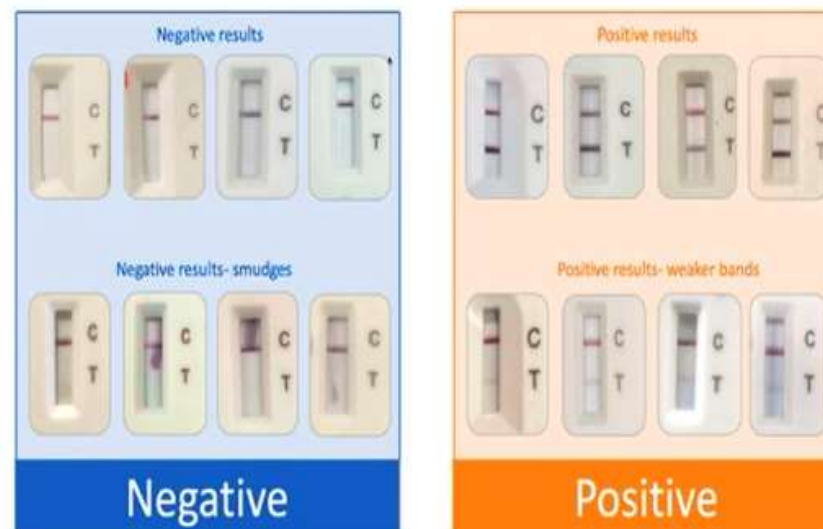 Negative results
C
T
C
T
C
T
C
T
Negative results- smudges
C
T
C
T
C
T
C
T
Negative
Positive results
C
T
C
T
C
T
C
T
Positive results- weaker bands
C
T
C
T
C
T
C
T
Positive